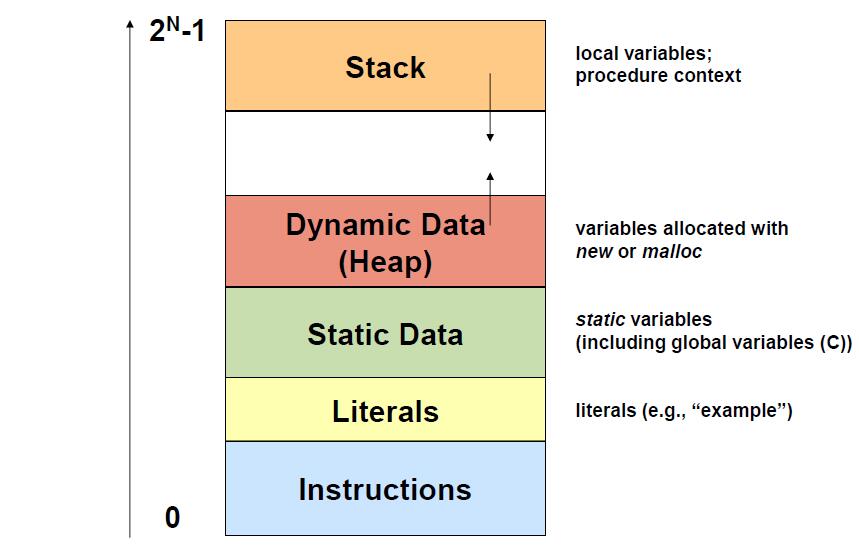 2N-1
Stack
local variables;
procedure context
Dynamic Data
(Heap)
variables allocated with
new or malloc
Static Data
static variables
(including global variables (C))
Literals
literals (e.g., “example”)
Instructions
0